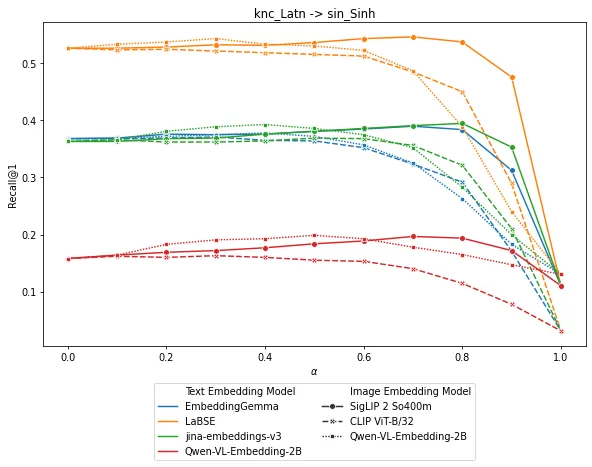 knc_Latn -> sin_Sinh
Recall@1
0.5
0.4
0.3
0.2
0.1
0.0
0.2
0.4
0.6
0.8
1.0
α
Text Embedding Model
EmbeddingGemma
LaBSE
jina-embeddings-v3
Qwen-VL-Embedding-2B
Image Embedding Model
SigLIP 2 So400m
CLIP ViT-B/32
Qwen-VL-Embedding-2B